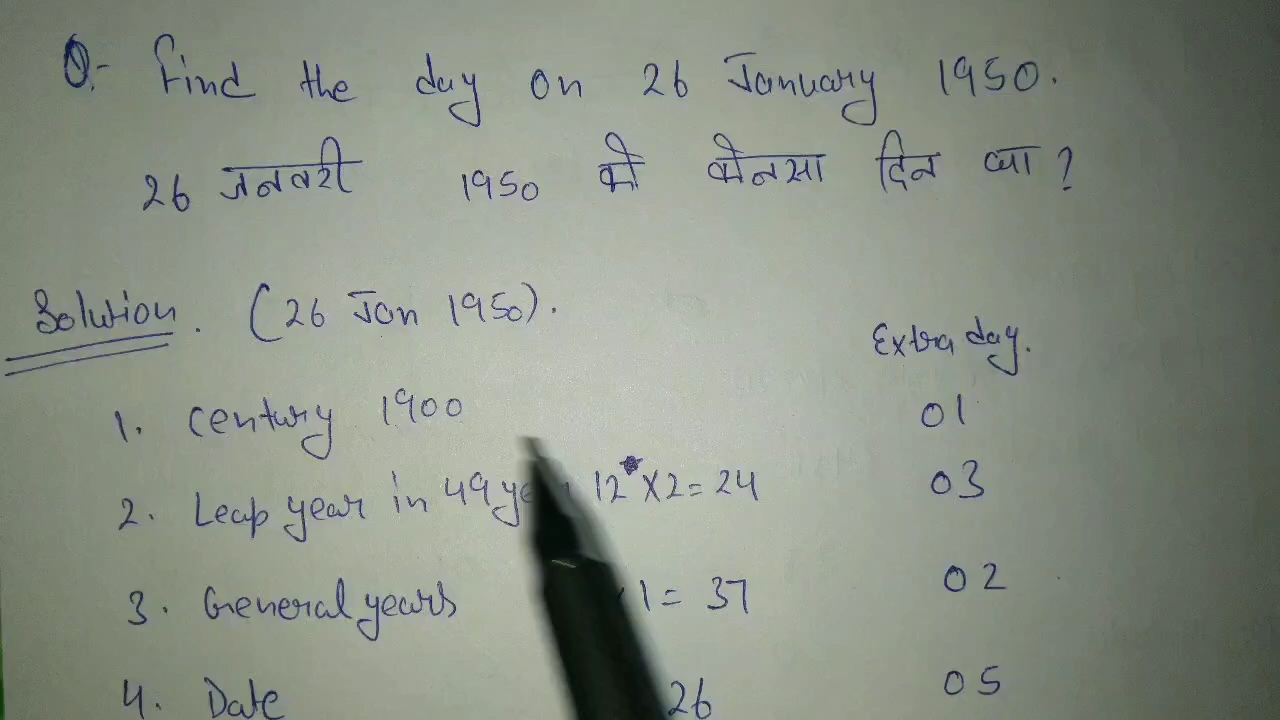 Q.- Find the day on 26 January 1950.
26 जनवरी 1950 को कोनसा दिन था ?
Solution. (26 Jan 1950).
Extra day.
1. Century 1900 01
2. Leap year in 49 12 X2= 24 03
3. General years 1= 37 02
4. Date 26 05